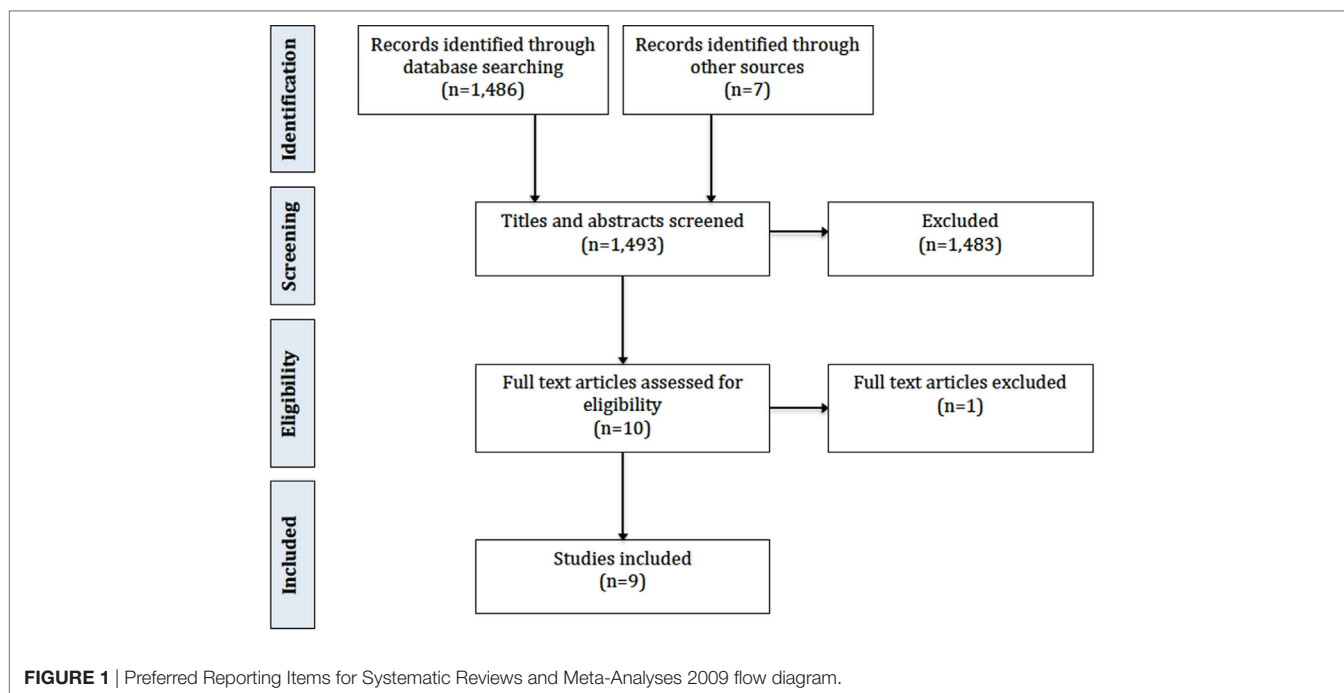 Identification
Records identified through
database searching
(n=1,486)
Records identified through
other sources
(n=7)
Screening
Titles and abstracts screened
(n=1,493)
Excluded
(n=1,483)
Eligibility
Full text articles assessed for
eligibility
(n=10)
Full text articles excluded
(n=1)
Included
Studies included
(n=9)
FIGURE 1 | Preferred Reporting Items for Systematic Reviews and Meta-Analyses 2009 flow diagram.